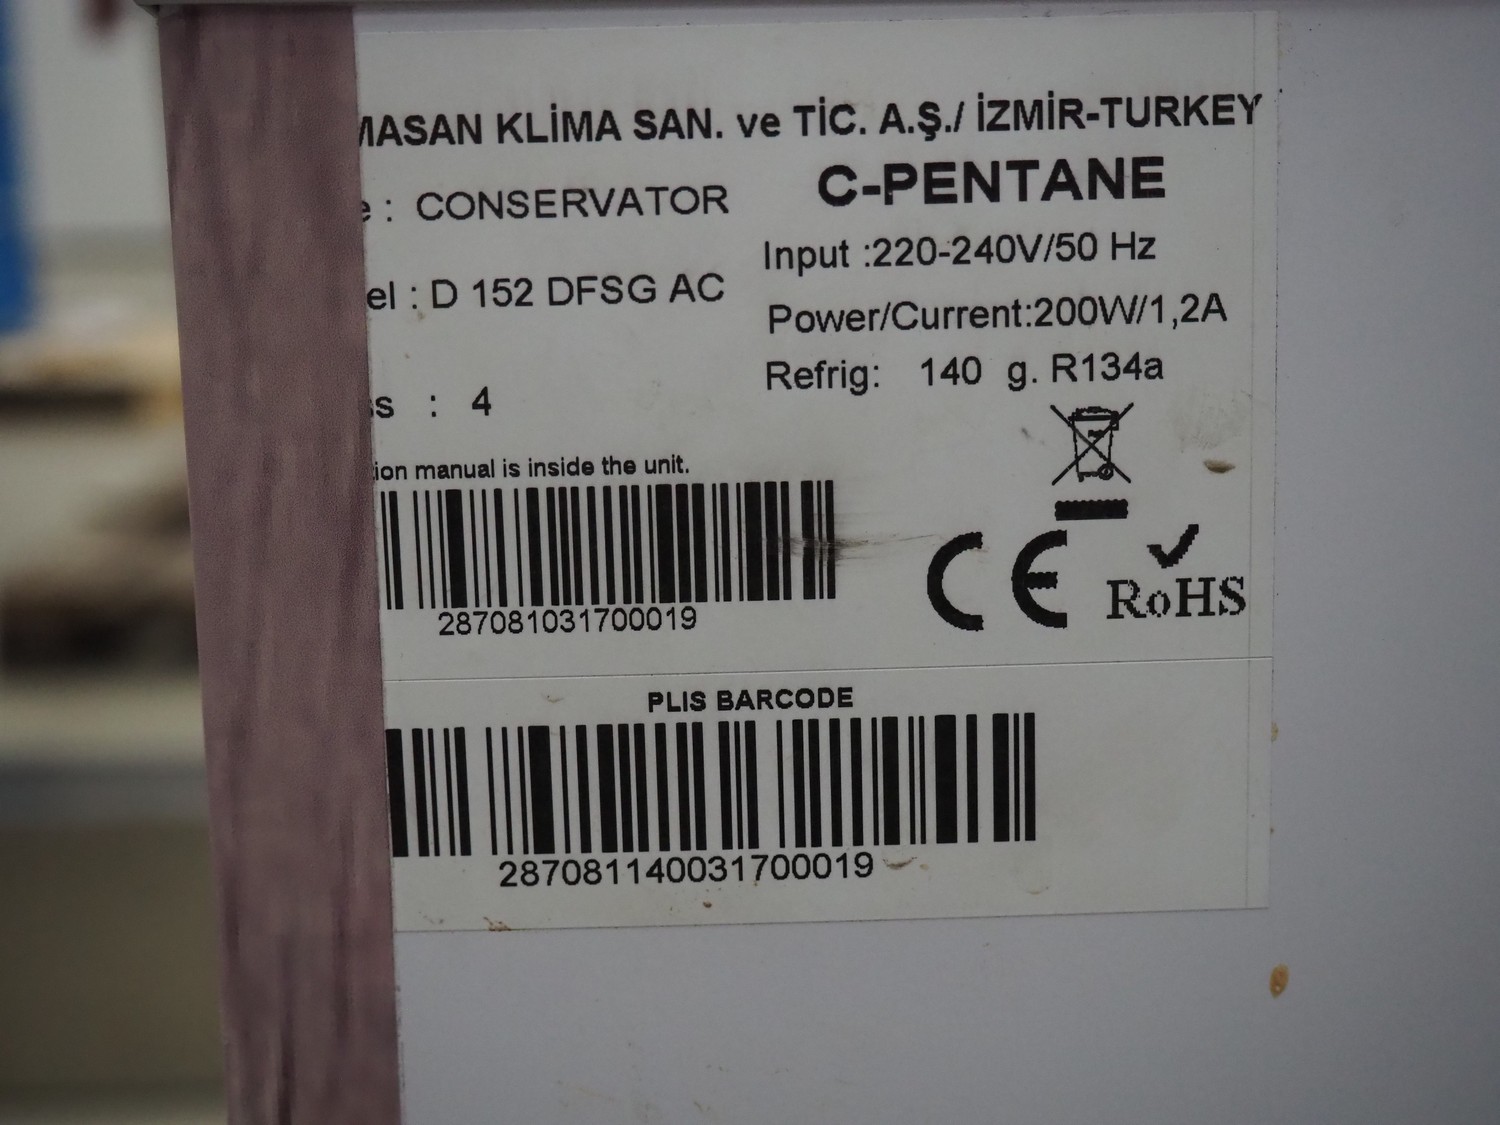 MASAN KLİMA SAN. ve TİC. A.Ş./ İZMİR-TURKEY
C-PENTANE
e : CONSERVATOR
Input :220-240V/50 Hz
el : D 152 DFSG AC
Power/Current:200W/1,2A
Refrig: 140 g. R134a
ss : 4
tion manual is inside the unit.
287081031700019
CE
RoHS
PLIS BARCODE
287081140031700019